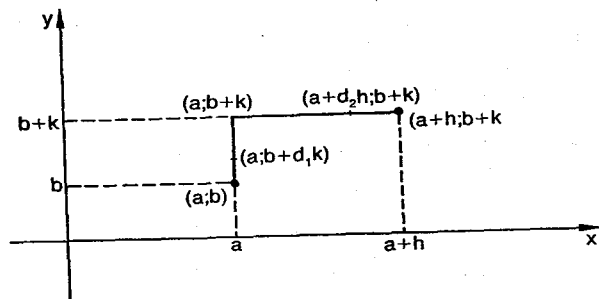 y
(a;b+k)
(a+d₂h;b+k)
b+k
(a+h;b+k
(a;b+d₁k)
b
(a;b)
a
a+h
x